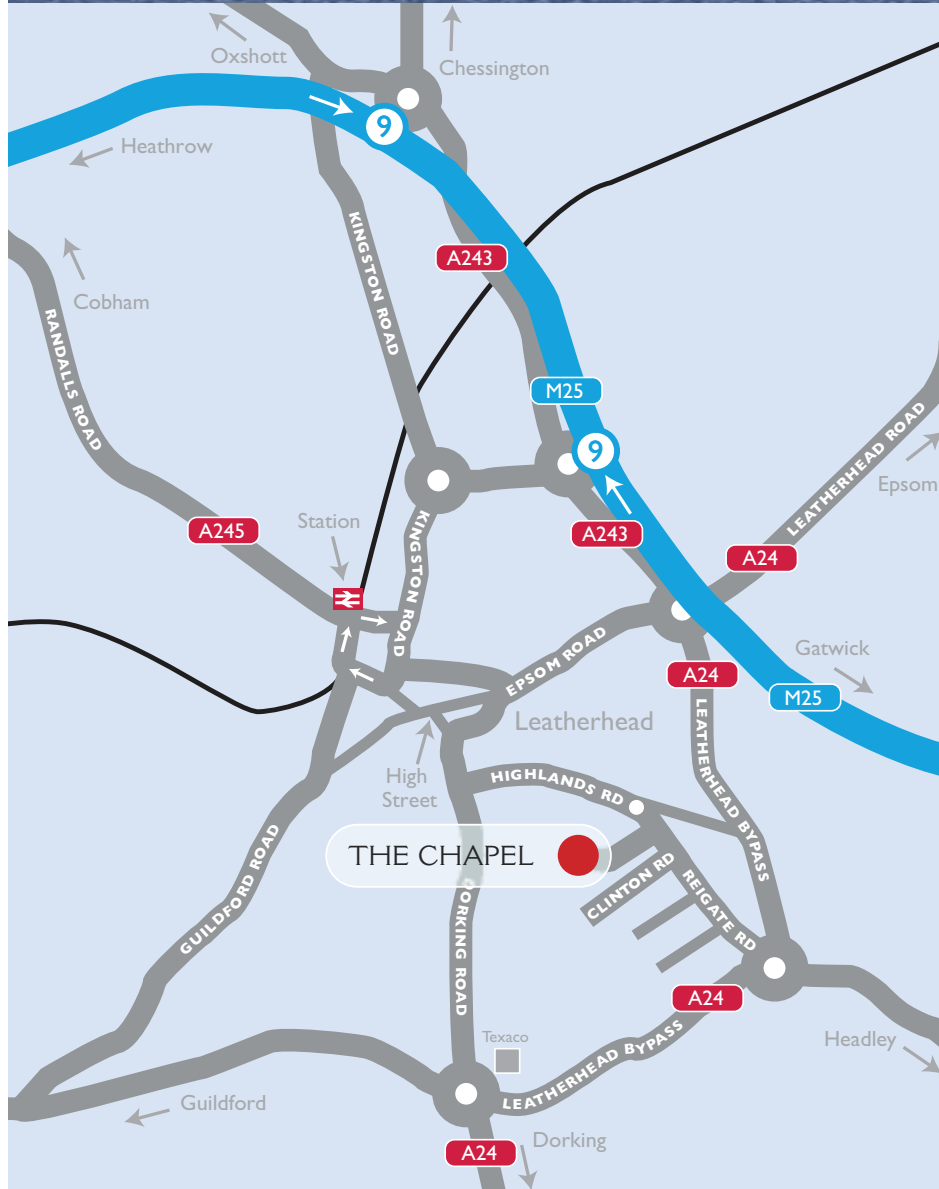 Oxshott
Chessington
9
Heathrow
KINGSTON ROAD
A243
Cobham
RANDALLS ROAD
M25
9
LEATHERHEAD ROAD
Epsom
A245
Station
A243
A24
KINGSTON ROAD
EPSOM ROAD
Gatwick
A24
M25
Leatherhead
LEATHERHEAD BYPASS
High
Street
HIGHLANDS RD
THE CHAPEL
CLINTON RD
REIGATE RD
GUILDFORD ROAD
DORKING ROAD
A24
Texaco
LEATHERHEAD BYPASS
Headley
Guildford
Dorking
A24